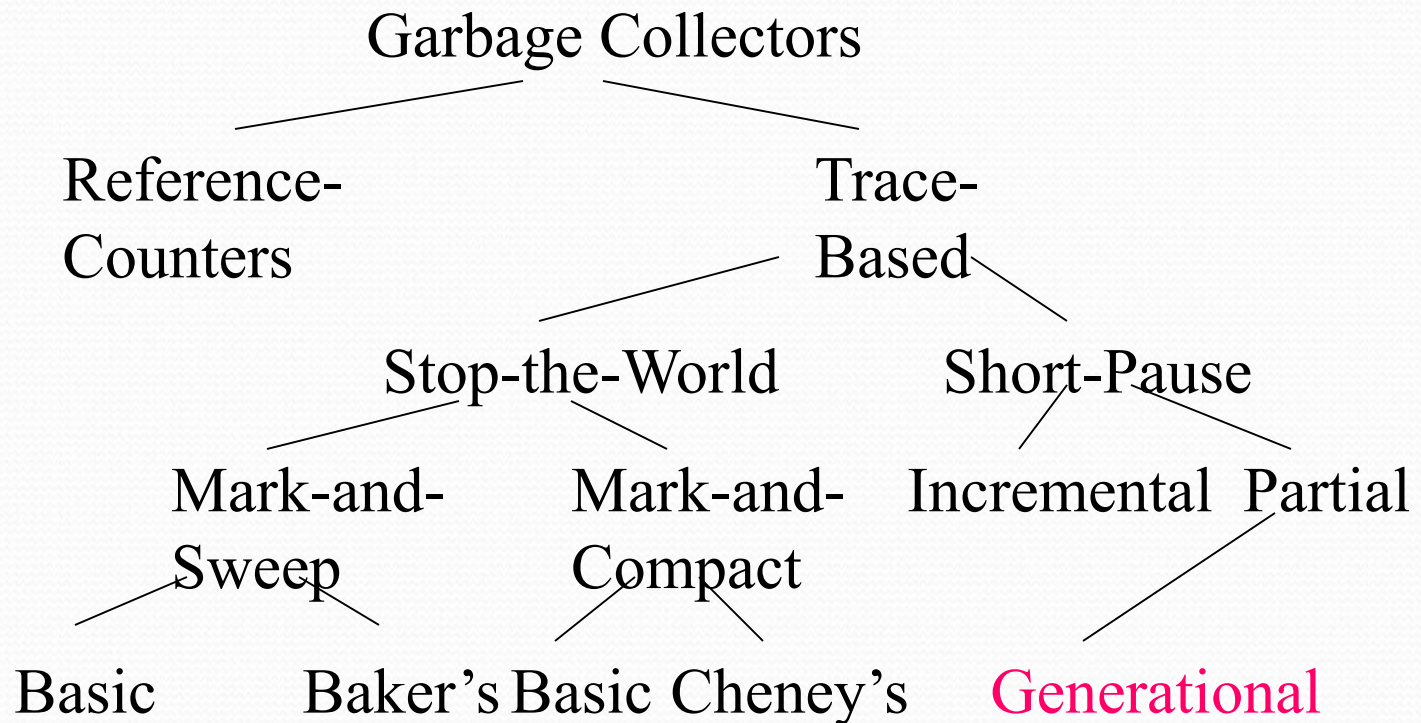 Garbage Collectors
Reference-
Counters
Trace-
Based
Stop-the-World
Short-Pause
Mark-and-
Sweep
Mark-and-
Compact
Incremental
Partial
Basic
Baker’s
Basic
Cheney’s
Generational